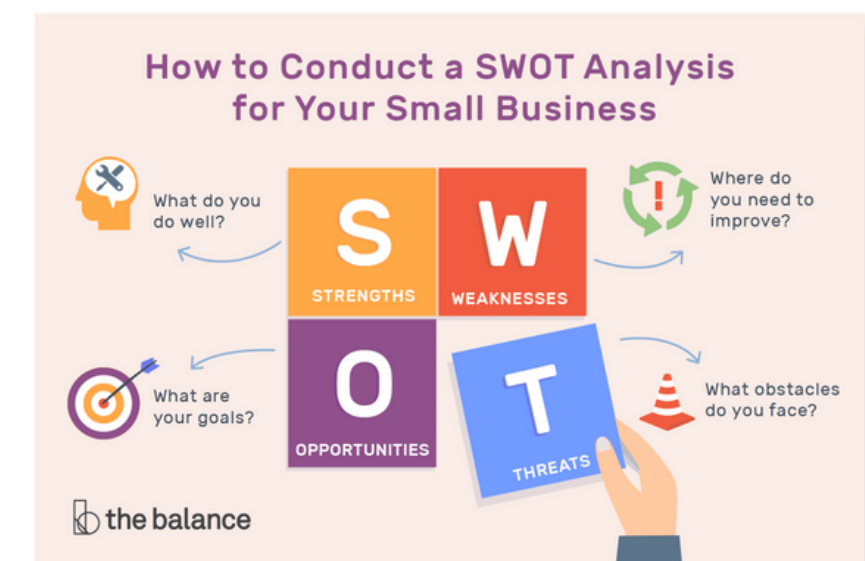 How to Conduct a SWOT Analysis
for Your Small Business
What do you
do well?
S
STRENGTHS
W
WEAKNESSES
Where do
you need to
improve?
What are
your goals?
O
OPPORTUNITIES
T
THREATS
What obstacles
do you face?
the balance